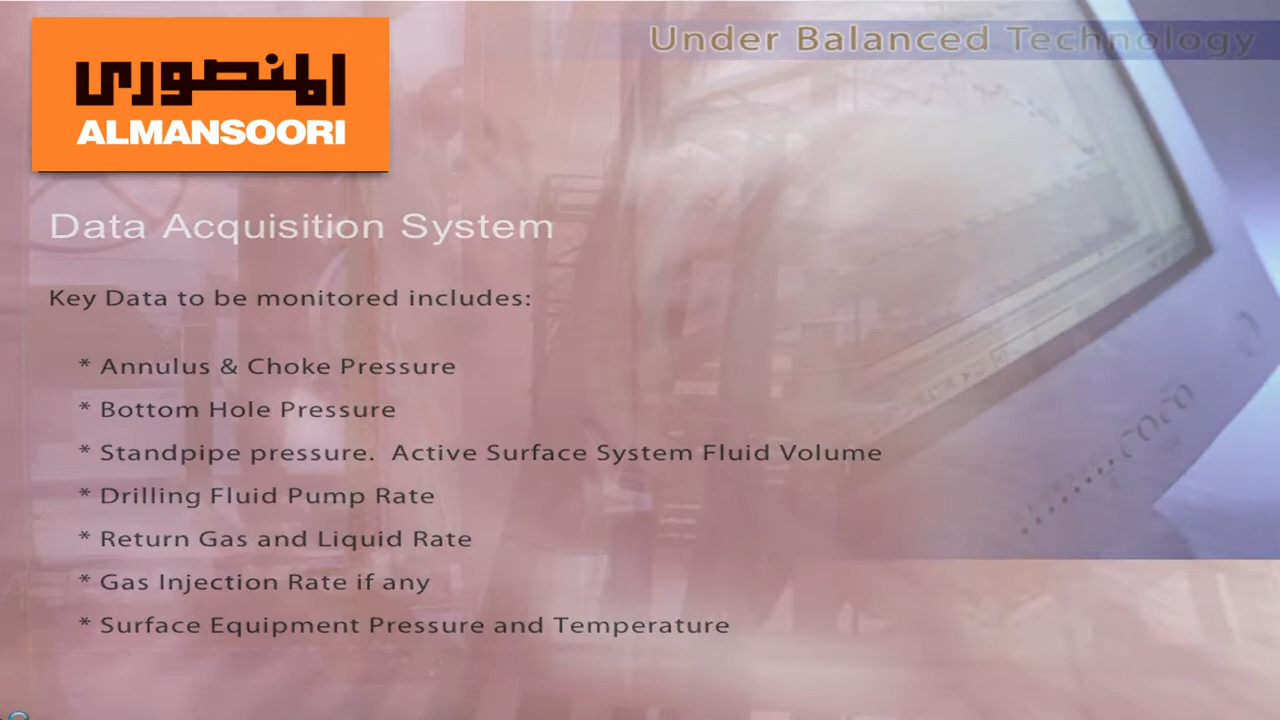 المنصورى
ALMANSOORI
Under Balanced Technology
Data Acquisition System
Key Data to be monitored includes:
* Annulus & Choke Pressure
* Bottom Hole Pressure
* Standpipe pressure. Active Surface System Fluid Volume
* Drilling Fluid Pump Rate
* Return Gas and Liquid Rate
* Gas Injection Rate if any
* Surface Equipment Pressure and Temperature